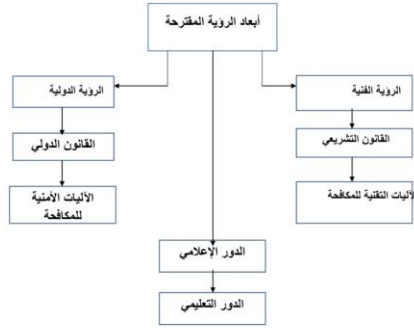 أبعاد الرؤية المقترحة
الرؤية الفنية
الرؤية الدولية
القانون التشريعي
القانون الدولي
لآليات التقنية للمكافحة
الآليات الأمنية
للمكافحة
الدور الإعلامي
الدور التعليمي